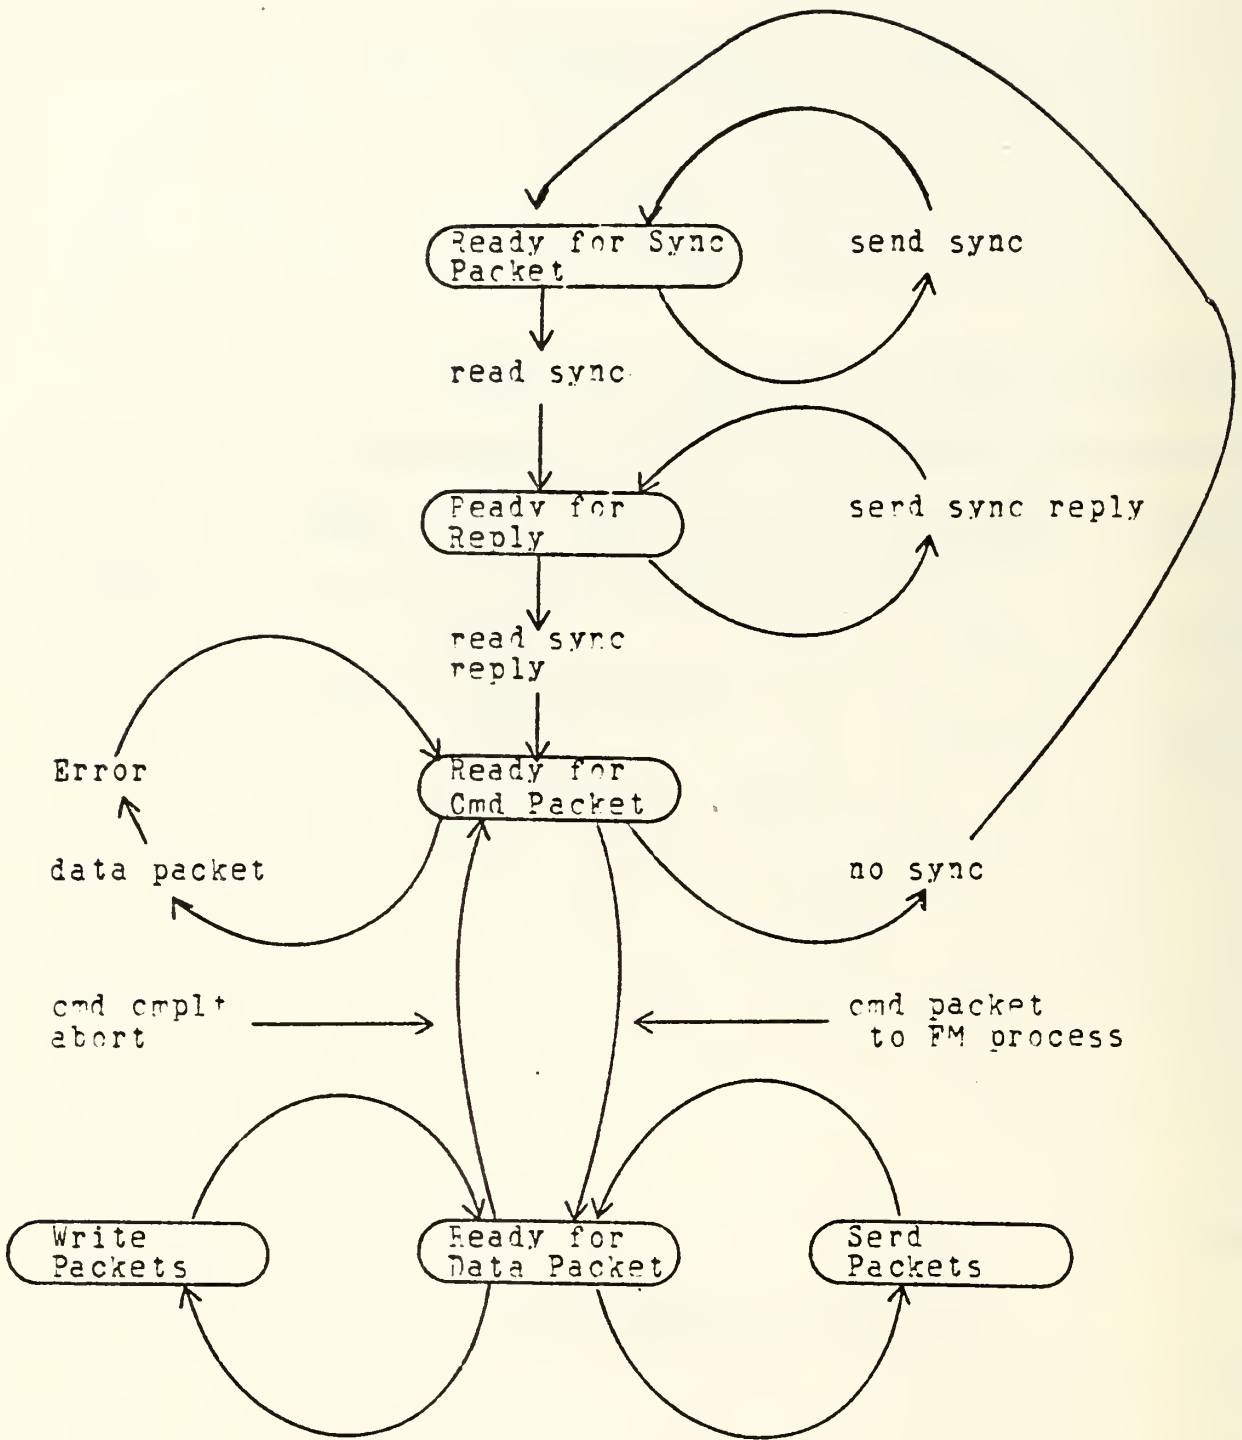 Ready for Sync
Packet
send sync
read sync
Ready for
Reply
send sync reply
read sync
reply
Error
Ready for
Cmd Packet
data packet
no sync
cmd cmplt
abort
cmd packet
to FM process
Write
Packets
Ready for
Data Packet
Send
Packets